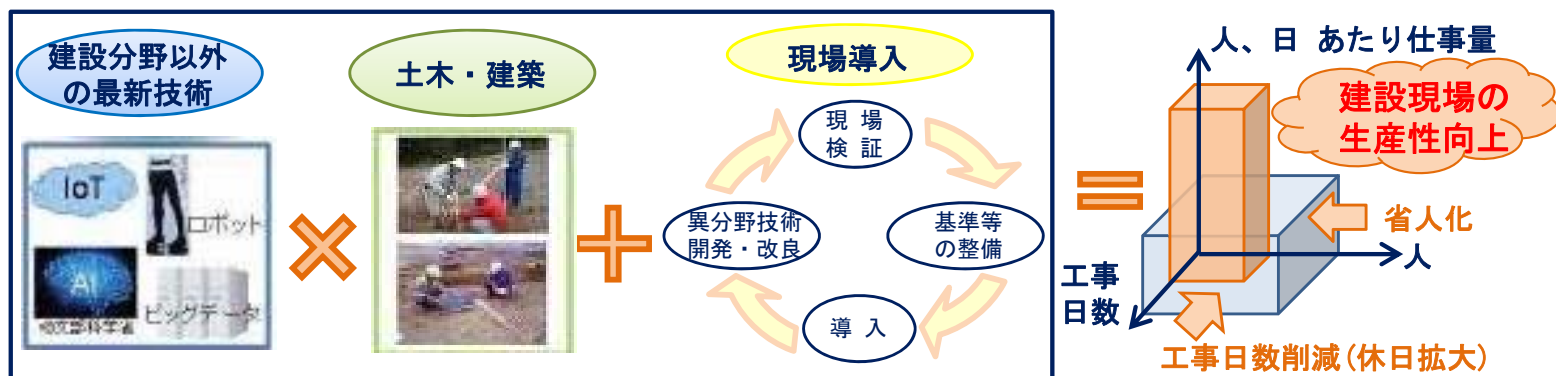 建設分野以外
の最新技術
IoT
ロボット
AI
ビッグデータ
土木・建築
現場導入
現 場
検 証
基準等
の整備
導 入
異分野技術
開発・改良
人、日 あたり仕事量
建設現場の
生産性向上
省人化
人
工事
日数
工事日数削減(休日拡大)